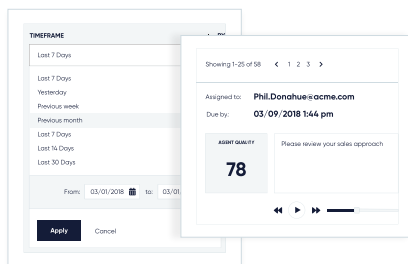 TIMEFRAME
Last 7 Days
Last 7 Days
Yesterday
Previous week
Previous month
Last 7 Days
Last 14 Days
Last 30 Days
From: 03/01/2018 to: 03/01
Apply Cancel
Showing 1-25 of 58 1 2 3
Assigned to: Phil.Donahue@acme.com
Due by: 03/09/2018 1:44 pm
AGENT QUALITY
78
Please review your sales approach